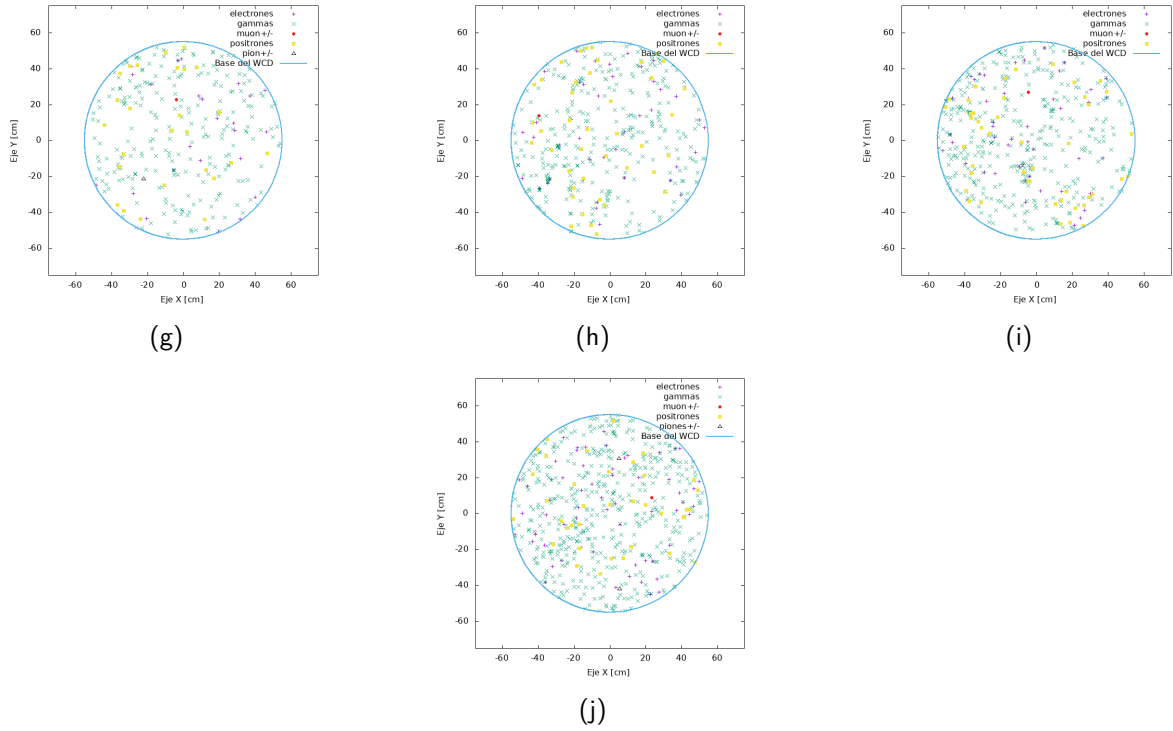 electrones
gammas
muon+/-
positrones
pion+/-
Base del WCD
60
40
20
0
-20
-40
-60
Eje Y [cm]
-60 -40 -20 0 20 40 60
Eje X [cm]
(g)
electrones
gammas
muon+/-
positrones
Base del WCD
60
40
20
0
-20
-40
-60
Eje Y [cm]
-60 -40 -20 0 20 40 60
Eje X [cm]
(h)
electrones
gammas
muon+/-
positrones
Base del WCD
60
40
20
0
-20
-40
-60
Eje Y [cm]
-60 -40 -20 0 20 40 60
Eje X [cm]
(i)
electrones
gammas
muon+/-
positrones
piones+/-
Base del WCD
60
40
20
0
-20
-40
-60
Eje Y [cm]
-60 -40 -20 0 20 40 60
Eje X [cm]
(j)